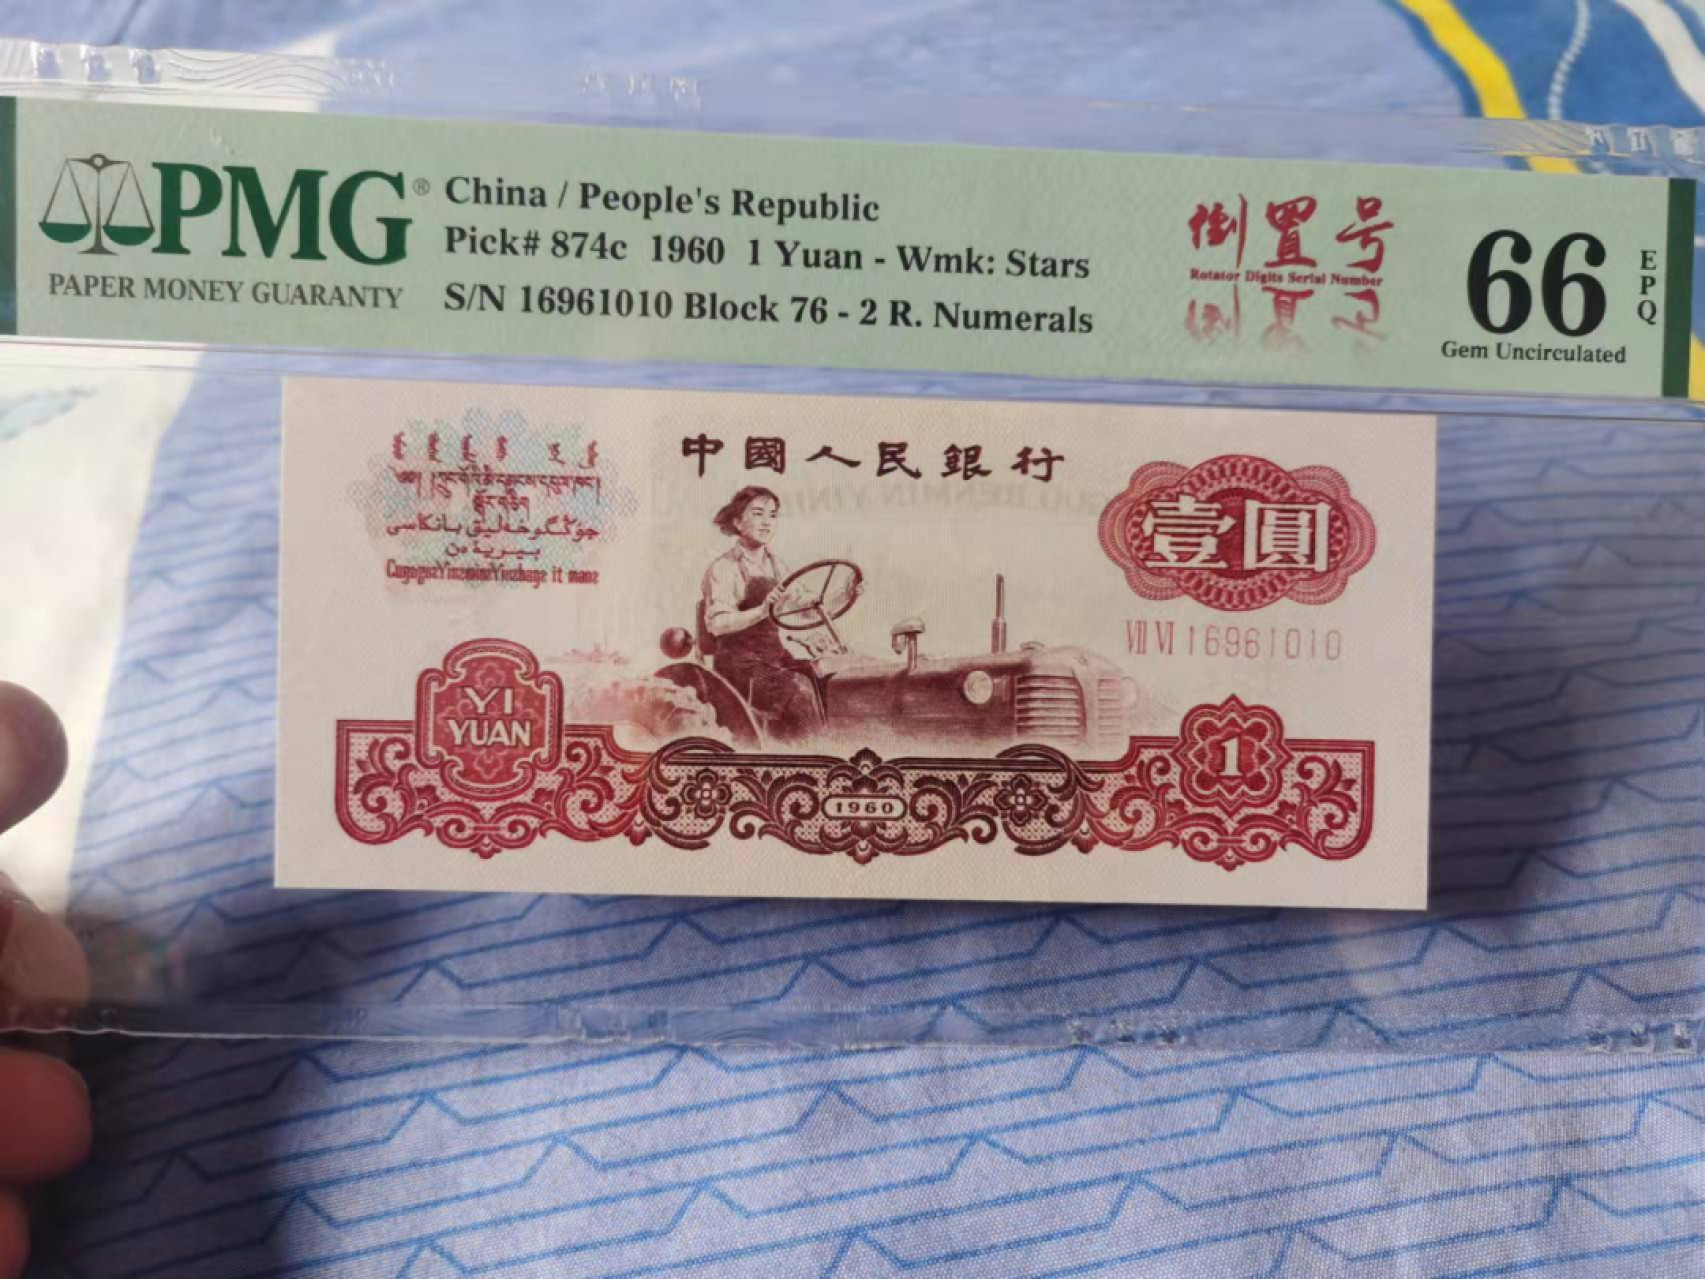 PMG®
PAPER MONEY GUARANTY
China / People's Republic
Pick# 874c 1960 1 Yuan - Wmk: Stars
S/N 16961010 Block 76 - 2 R. Numerals
倒置号
Rotator Digits Serial Number
66
EPQ
Gem Uncirculated
中國人民銀行
壹圓
VII VI 16961010
YI
YUAN
1960
1